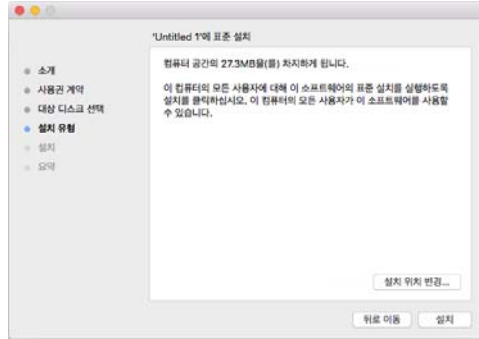 'Untitled 1'에 표준 설치
소개
사용권 계약
대상 디스크 선택
설치 유형
설치
요약
컴퓨터 공간의 27.3MB을(를) 차지하게 됩니다.
이 컴퓨터의 모든 사용자에 대해 이 소프트웨어의 표준 설치를 실행하도록
설치를 클릭하십시오. 이 컴퓨터의 모든 사용자가 이 소프트웨어를 사용할
수 있습니다.
설치 위치 변경...
뒤로 이동
설치